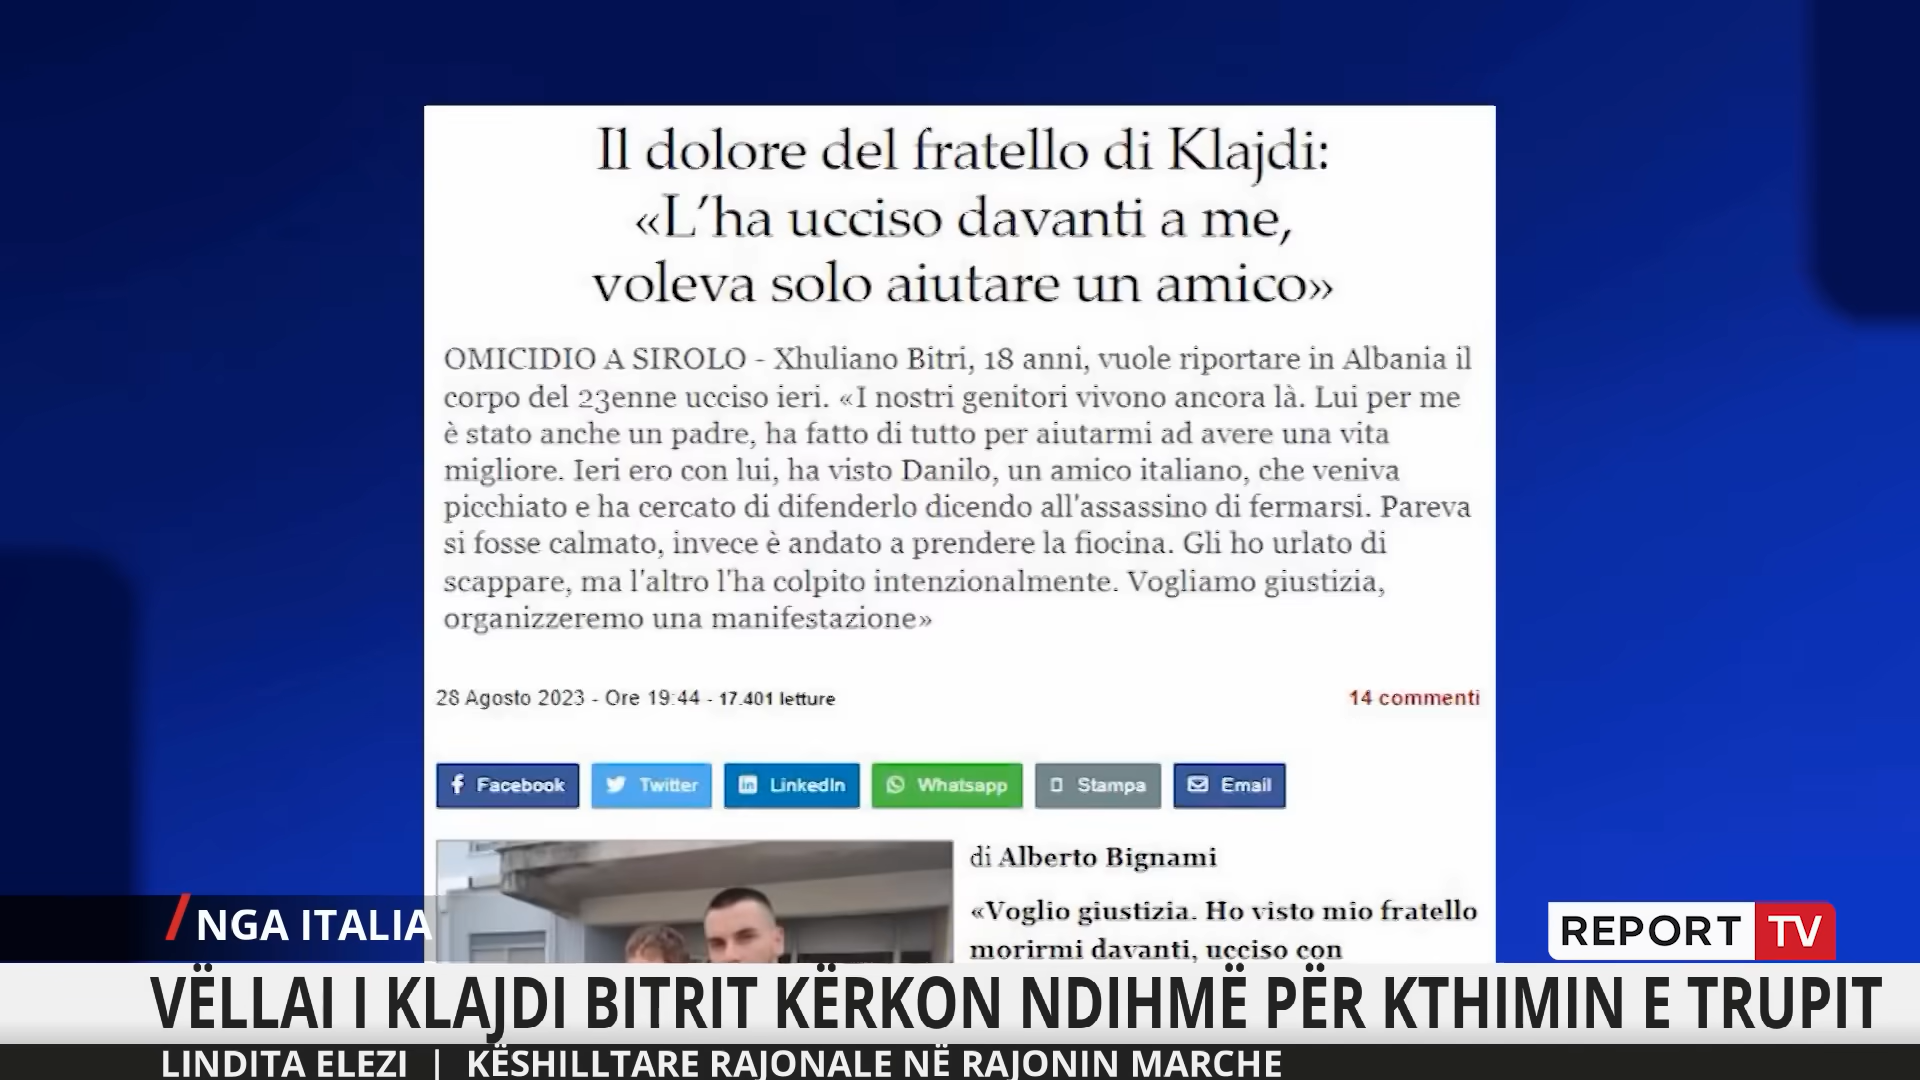 Il dolore del fratello di Klajdi:
«L’ha ucciso davanti a me,
voleva solo aiutare un amico»
OMICIDIO A SIROLO - Xhuliano Bitri, 18 anni, vuole riportare in Albania il
corpo del 23enne ucciso ieri. «I nostri genitori vivono ancora là. Lui per me
è stato anche un padre, ha fatto di tutto per aiutarmi ad avere una vita
migliore. Ieri ero con lui, ha visto Danilo, un amico italiano, che veniva
picchiato e ha cercato di difenderlo dicendo all'assassino di fermarsi. Pareva
si fosse calmato, invece è andato a prendere la fiocina. Gli ho urlato di
scappare, ma l'altro l'ha colpito intenzionalmente. Vogliamo giustizia,
organizzeremo una manifestazione»
28 Agosto 2023 - Ore 19:44 - 17.401 letture
14 commenti
Facebook
Twitter
LinkedIn
Whatsapp
Stampa
Email
di Alberto Bignami
«Voglio giustizia. Ho visto mio fratello
morirmi davanti, ucciso con
NGA ITALIA
REPORT TV
VËLLAI I KLAJDI BITRIT KËRKON NDIHMË PËR KTHIMIN E TRUPIT
LINDITA ELEZI | KËSHILLTARE RAJONALE NË RAJONIN MARCHE